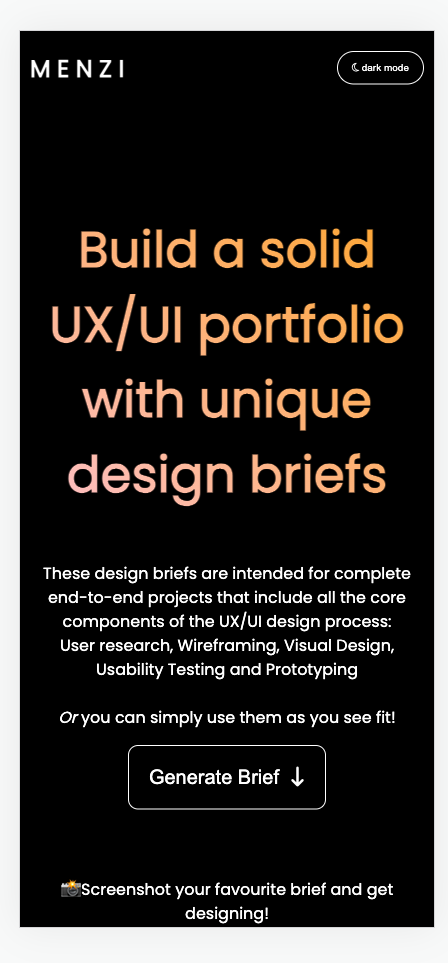 MENZI
dark mode
Build a solid
UX/UI portfolio
with unique
design briefs
These design briefs are intended for complete
end-to-end projects that include all the core
components of the UX/UI design process:
User research, Wireframing, Visual Design,
Usability Testing and Prototyping
Or you can simply use them as you see fit!
Generate Brief ↓
📸Screenshot your favourite brief and get
designing!